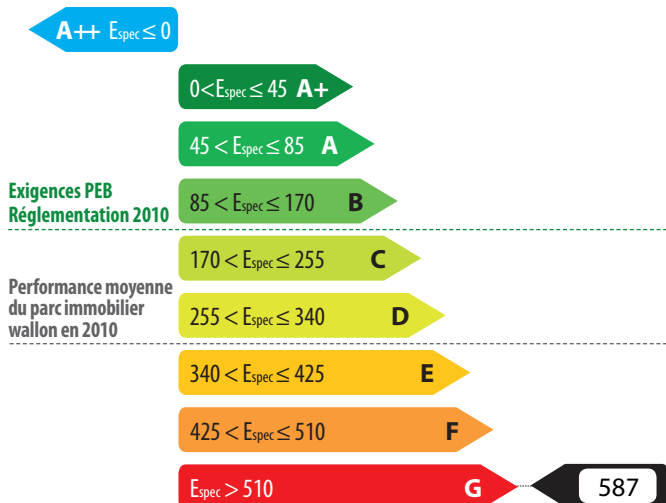 A++ Espec ≤ 0
0<Espec ≤ 45 A+
45 < Espec ≤ 85 A
Exigences PEB
Réglementation 2010
85 < Espec ≤ 170 B
170 < Espec ≤ 255 C
Performance moyenne
du parc immobilier
wallon en 2010
255 < Espec ≤ 340 D
340 < Espec ≤ 425 E
425 < Espec ≤ 510 F
Espec > 510 G
587